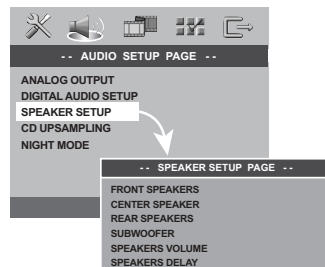 -- AUDIO SETUP PAGE --
ANALOG OUTPUT
DIGITAL AUDIO SETUP
SPEAKER SETUP
CD UPSAMPLING
NIGHT MODE
-- SPEAKER SETUP PAGE --
FRONT SPEAKERS
CENTER SPEAKER
REAR SPEAKERS
SUBWOOFER
SPEAKERS VOLUME
SPEAKERS DELAY